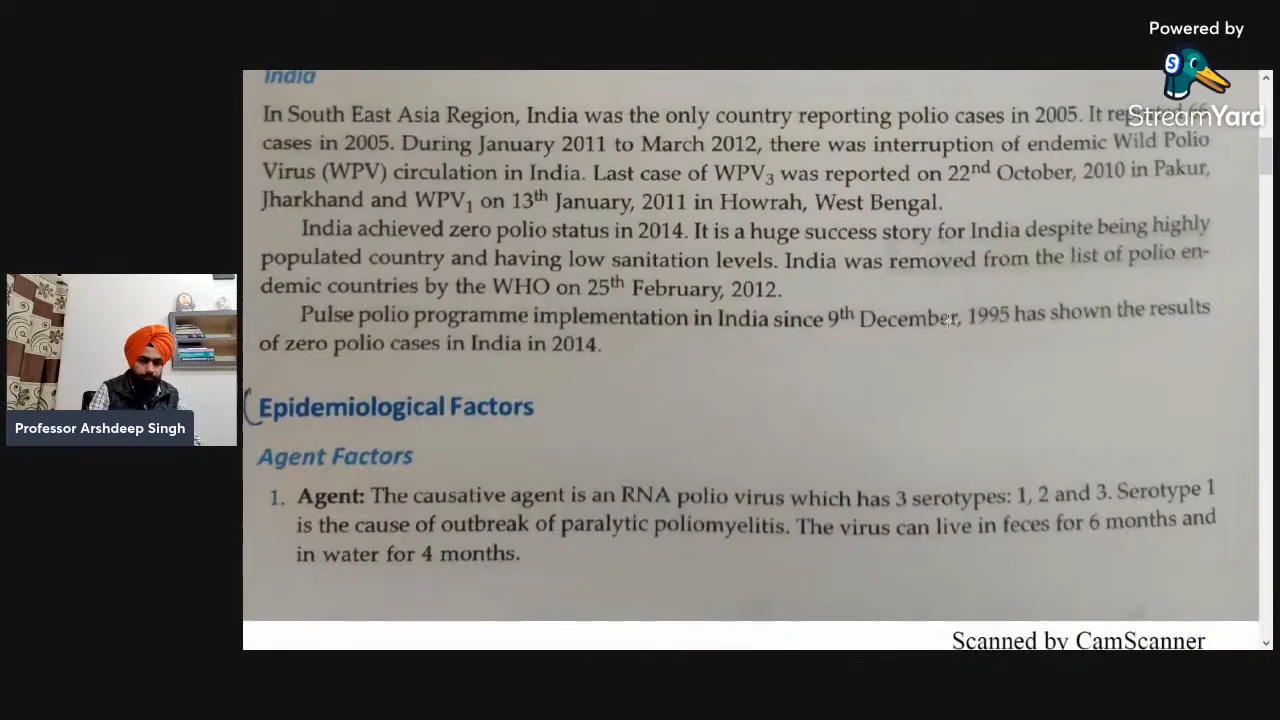 Powered by
StreamYard
India
In South East Asia Region, India was the only country reporting polio cases in 2005. It reported 66
cases in 2005. During January 2011 to March 2012, there was interruption of endemic Wild Polio
Virus (WPV) circulation in India. Last case of WPV₃ was reported on 22nd October, 2010 in Pakur,
Jharkhand and WPV₁ on 13th January, 2011 in Howrah, West Bengal.
India achieved zero polio status in 2014. It is a huge success story for India despite being highly
populated country and having low sanitation levels. India was removed from the list of polio en-
demic countries by the WHO on 25th February, 2012.
Pulse polio programme implementation in India since 9th December, 1995 has shown the results
of zero polio cases in India in 2014.
Epidemiological Factors
Agent Factors
1. Agent: The causative agent is an RNA polio virus which has 3 serotypes: 1, 2 and 3. Serotype 1
is the cause of outbreak of paralytic poliomyelitis. The virus can live in feces for 6 months and
in water for 4 months.
Scanned by CamScanner
Professor Arshdeep Singh